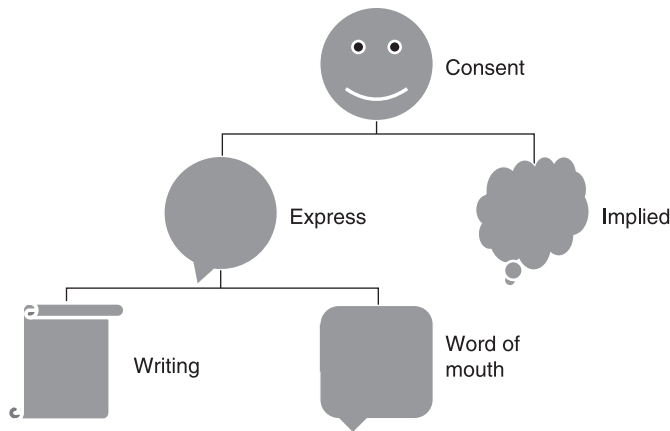 Consent
Express
Implied
Writing
Word of
mouth